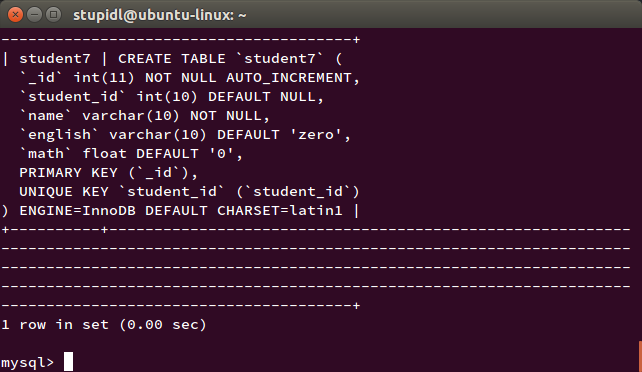 stupidl@ubuntu-linux: ~
---------------------------------------+
| student7 | CREATE TABLE `student7` (
  `_id` int(11) NOT NULL AUTO_INCREMENT,
  `student_id` int(10) DEFAULT NULL,
  `name` varchar(10) NOT NULL,
  `english` varchar(10) DEFAULT 'zero',
  `math` float DEFAULT '0',
  PRIMARY KEY (`_id`),
  UNIQUE KEY `student_id` (`student_id`)
) ENGINE=InnoDB DEFAULT CHARSET=latin1 |
+----------+----------------------------------------------------------
----------------------------------------------------------------------
----------------------------------------------------------------------
----------------------------------------------------------------------
---------------------------------------+
1 row in set (0.00 sec)
mysql>